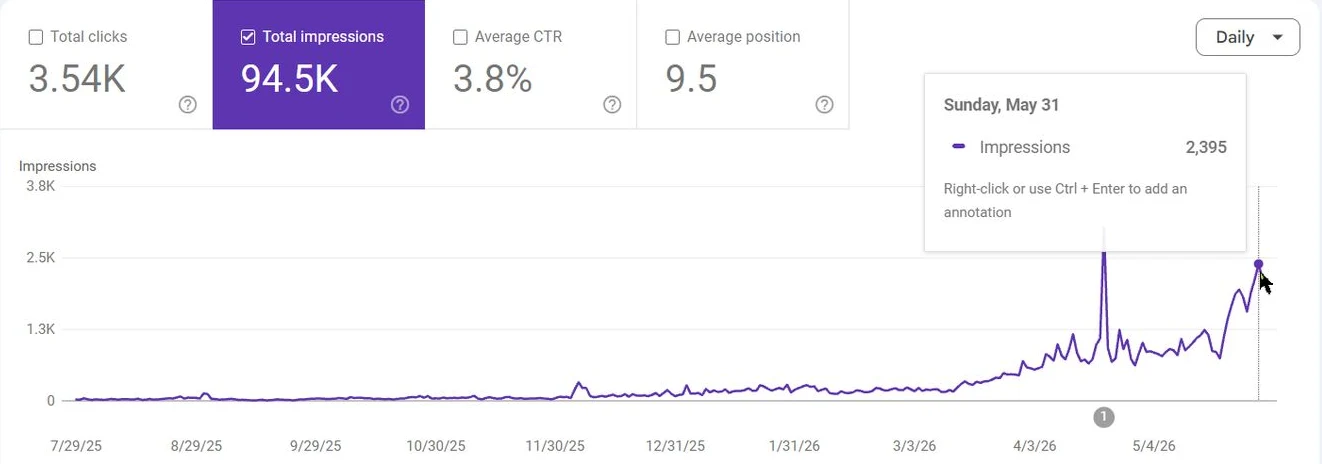 Total clicks
3.54K
Total impressions
94.5K
Average CTR
3.8%
Average position
9.5
Daily
Sunday, May 31
Impressions 2,395
Right-click or use Ctrl + Enter to add an
annotation
Impressions
3.8K
2.5K
1.3K
0
1
7/29/25 8/29/25 9/29/25 10/30/25 11/30/25 12/31/25 1/31/26 3/3/26 4/3/26 5/4/26